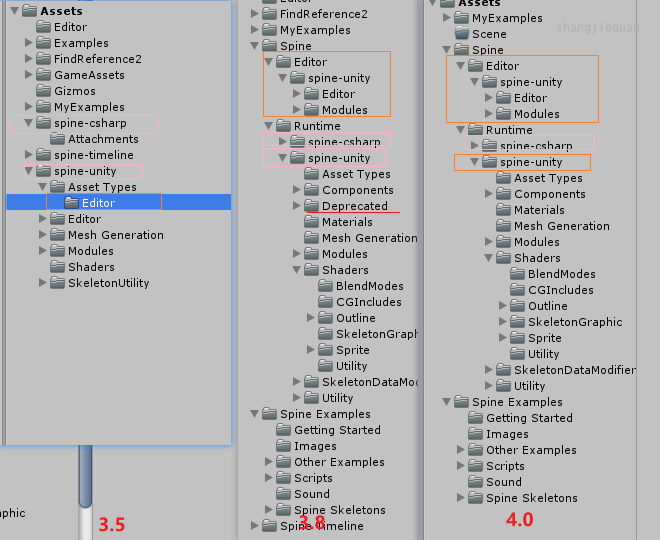 Assets
Editor
Examples
FindReference2
GameAssets
Gizmos
MyExamples
spine-csharp
Attachments
spine-timeline
spine-unity
Asset Types
Editor
Editor
Mesh Generation
Modules
Shaders
SkeletonUtility
aphic
3.5
FindReference2
MyExamples
Spine
Editor
spine-unity
Editor
Modules
Runtime
spine-csharp
spine-unity
Asset Types
Components
Deprecated
Materials
Mesh Generation
Modules
Shaders
BlendModes
CGIncludes
Outline
SkeletonGraph
Sprite
Utility
SkeletonDataMod
Utility
Spine Examples
Getting Started
Images
Other Examples
Scripts
Sound
Spine Skeletons
Spine Timeline
3.8
Assets
MyExamples
zhangjiequan
Scene
Spine
Editor
spine-unity
Editor
Modules
Runtime
spine-csharp
spine-unity
Asset Types
Components
Materials
Mesh Generation
Modules
Shaders
BlendModes
CGIncludes
Outline
SkeletonGraphic
Sprite
Utility
SkeletonDataModifier
Utility
Spine Examples
Getting Started
Images
Other Examples
Scripts
Sound
Spine Skeletons
4.0